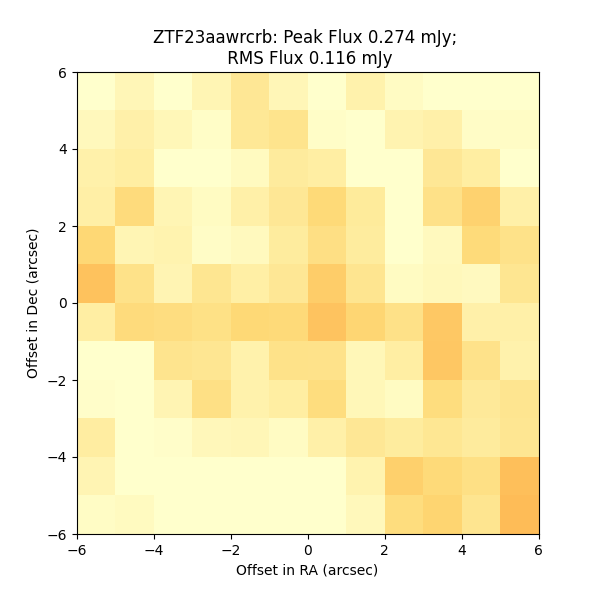 ZTF23aawrcrb: Peak Flux 0.274 mJy;
RMS Flux 0.116 mJy
6
4
2
0
−2
−4
−6
Offset in Dec (arcsec)
−6 −4 −2 0 2 4 6
Offset in RA (arcsec)